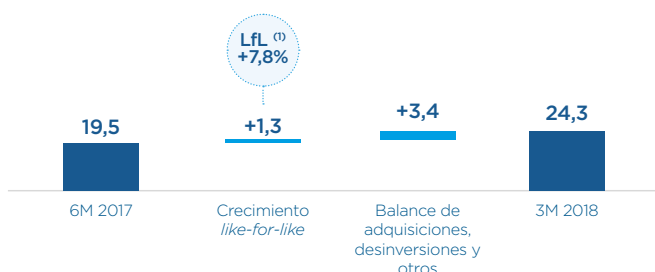 LfL (1)
+7,8%
19,5
+1,3
+3,4
24,3
6M 2017
Crecimiento
like-for-like
Balance de
adquisiciones,
desinversiones y
otros
3M 2018